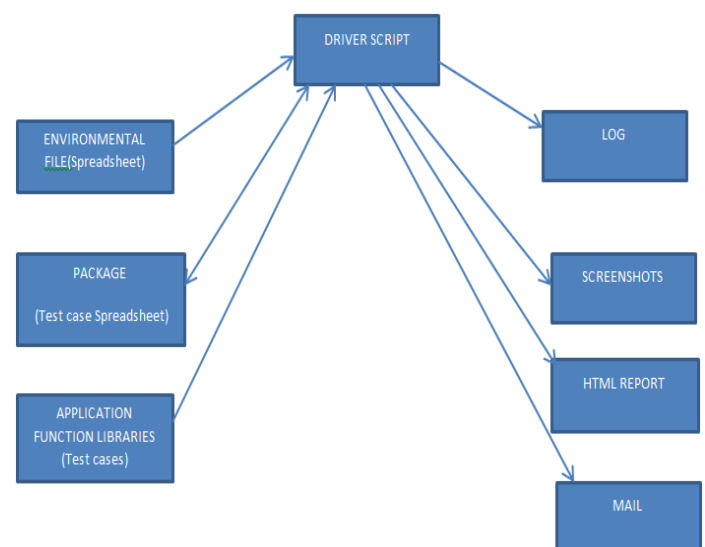 DRIVER SCRIPT
ENVIRONMENTAL
FILE(Spreadsheet)
LOG
PACKAGE
(Test case Spreadsheet)
SCREENSHOTS
HTML REPORT
APPLICATION
FUNCTION LIBRARIES
(Test cases)
MAIL